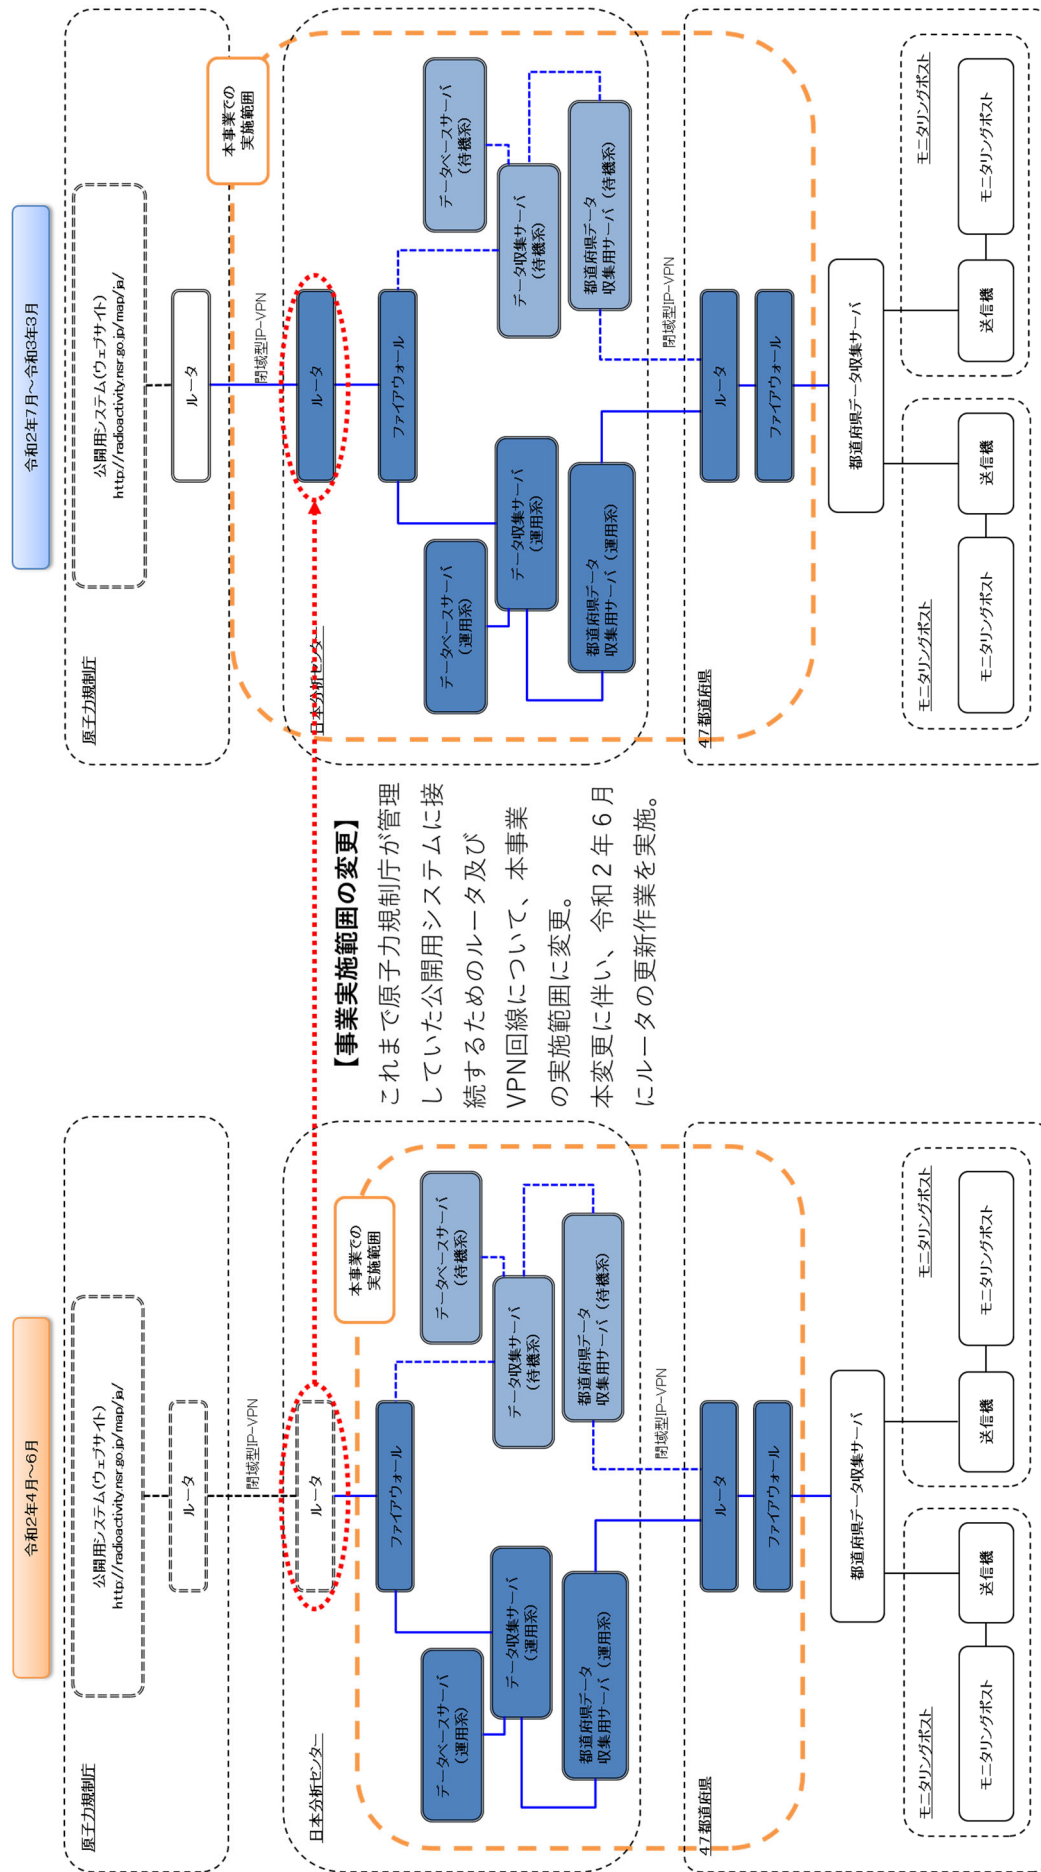 令和2年4月～6月
原子力規制庁
公開用システム(ウェブサイト)
http://radioactivity.nsr.go.jp/map/ja/
ルータ
閉域型IP-VPN
日本分析センター
ルータ
本事業での
実施範囲
ファイアウォール
データベースサーバ
(運用系)
データ収集サーバ
(運用系)
都道府県データ
収集用サーバ(運用系)
データベースサーバ
(待機系)
データ収集サーバ
(待機系)
都道府県データ
収集用サーバ(待機系)
閉域型IP-VPN
47都道府県
ルータ
ファイアウォール
都道府県データ収集サーバ
モニタリングポスト
モニタリングポスト
送信機
モニタリングポスト
送信機
モニタリングポスト
【事業実施範囲の変更】
これまで原子力規制庁が管理
していた公開用システムに接
続するためのルータ及び
VPN回線について、本事業
の実施範囲に変更。
本変更に伴い、令和２年６月
にルータの更新作業を実施。
令和2年7月～令和3年3月
原子力規制庁
公開用システム(ウェブサイト)
http://radioactivity.nsr.go.jp/map/ja/
本事業での
実施範囲
ルータ
閉域型IP-VPN
日本分析センター
ルータ
ファイアウォール
データベースサーバ
(運用系)
データ収集サーバ
(運用系)
都道府県データ
収集用サーバ(運用系)
データベースサーバ
(待機系)
データ収集サーバ
(待機系)
都道府県データ
収集用サーバ(待機系)
閉域型IP-VPN
47都道府県
ルータ
ファイアウォール
都道府県データ収集サーバ
モニタリングポスト
モニタリングポスト
送信機
モニタリングポスト
送信機
モニタリングポスト